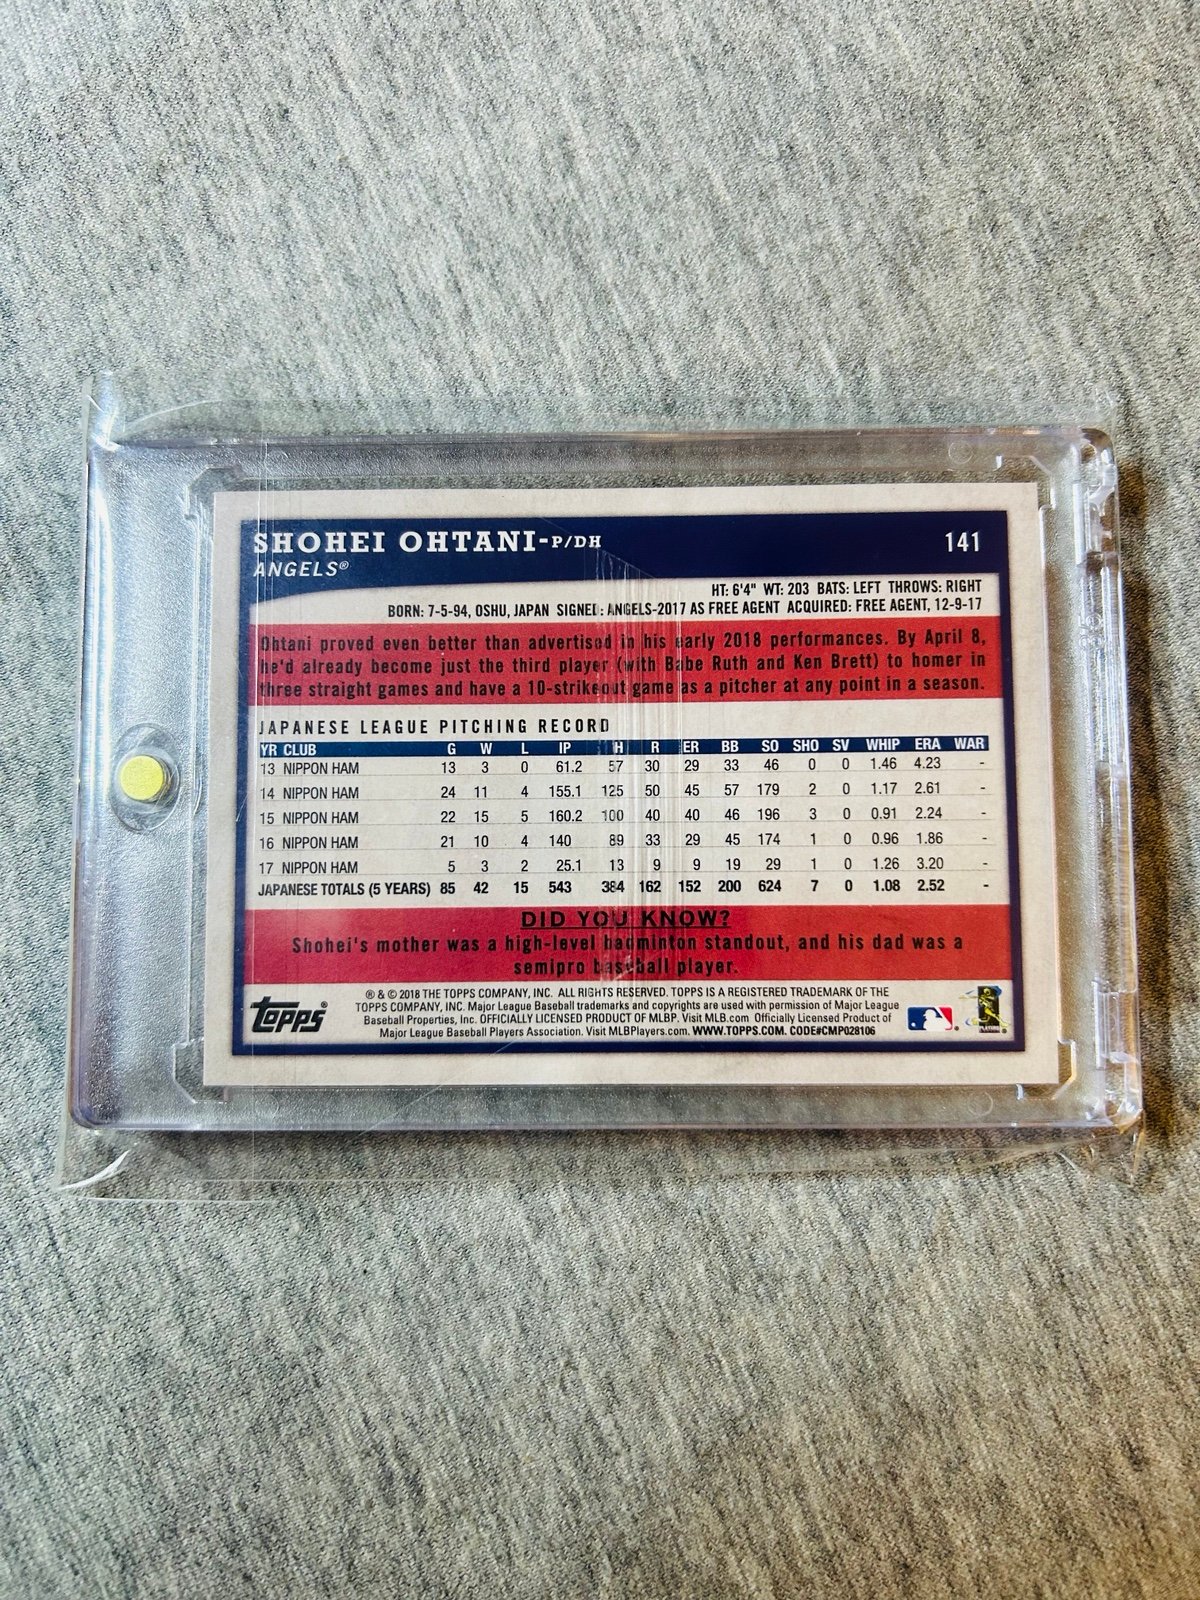 SHOHEI OHTANI-P/DH 141
ANGELS®
HT: 6'4" WT: 203 BATS: LEFT THROWS: RIGHT
BORN: 7-5-94, OSHU, JAPAN SIGNED: ANGELS-2017 AS FREE AGENT ACQUIRED: FREE AGENT, 12-9-17
Ohtani proved even better than advertised in his early 2018 performances. By April 8,
he'd already become just the third player (with Babe Ruth and Ken Brett) to homer in
three straight games and have a 10-strikeout game as a pitcher at any point in a season.
JAPANESE LEAGUE PITCHING RECORD
YR CLUB G W L IP H R ER BB SO SHO SV WHIP ERA WAR
13 NIPPON HAM 13 3 0 61.2 57 30 29 33 46 0 0 1.46 4.23 -
14 NIPPON HAM 24 11 4 155.1 125 50 45 57 179 2 0 1.17 2.61 -
15 NIPPON HAM 22 15 5 160.2 100 40 40 46 196 3 0 0.91 2.24 -
16 NIPPON HAM 21 10 4 140 89 33 29 45 174 1 0 0.96 1.86 -
17 NIPPON HAM 5 3 2 25.1 13 9 9 19 29 1 0 1.26 3.20 -
JAPANESE TOTALS (5 YEARS) 85 42 15 543 384 162 152 200 624 7 0 1.08 2.52 -
DID YOU KNOW?
Shohei's mother was a high-level badminton standout, and his dad was a
semipro baseball player.
Topps®
® & © 2018 THE TOPPS COMPANY, INC. ALL RIGHTS RESERVED. TOPPS IS A REGISTERED TRADEMARK OF THE
TOPPS COMPANY, INC. Major League Baseball trademarks and copyrights are used with permission of Major League
Baseball Properties, Inc. OFFICIALLY LICENSED PRODUCT OF MLBP. Visit MLB.com Officially Licensed Product of
Major League Baseball Players Association. Visit MLBPlayers.com. WWW.TOPPS.COM. CODE#CMP028106